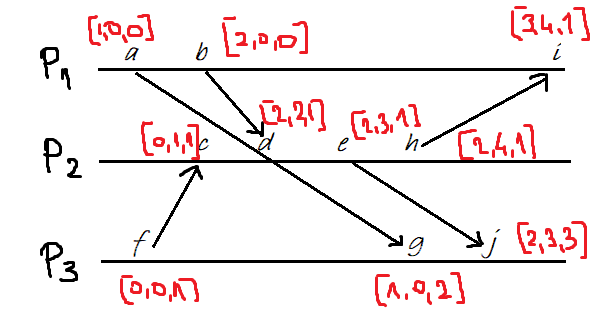 [1,0,0] [2,0,0] [3,4,1]
P1 a b i
[0,1,1] c [2,2,1] d e [2,3,1] h [2,4,1]
P2
f g j [2,3,3]
P3
[0,0,1] [1,0,2]